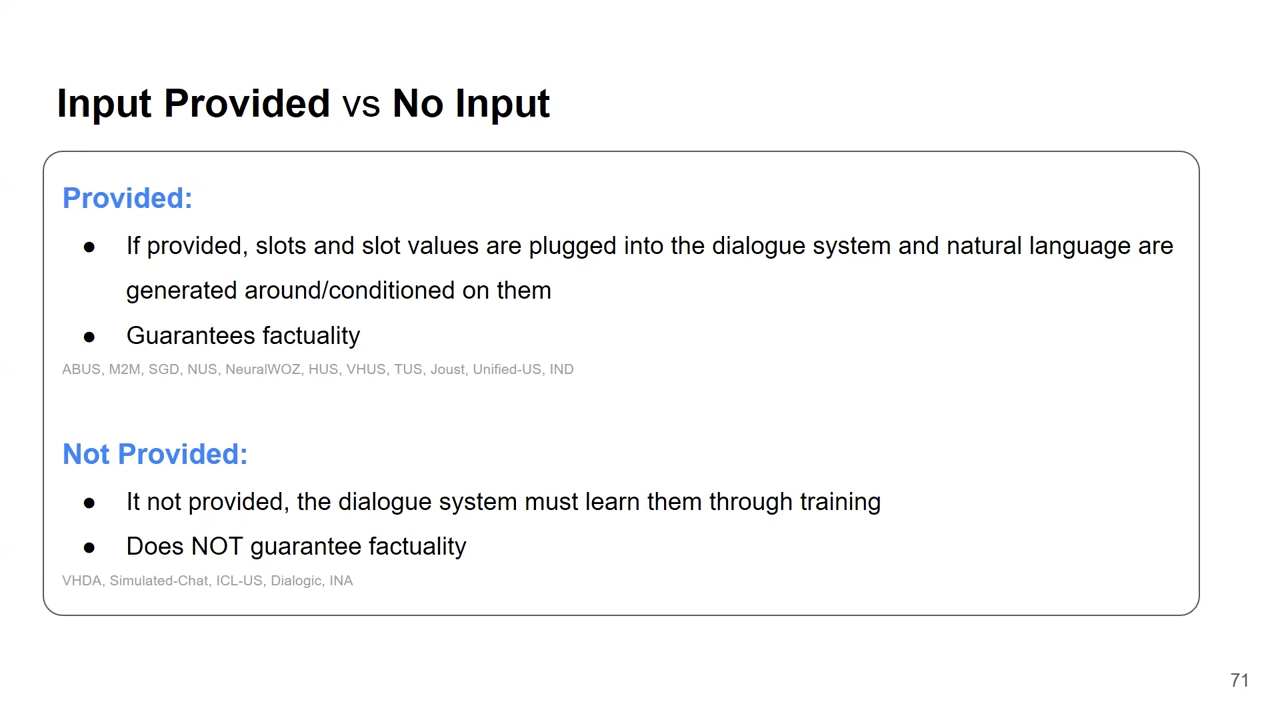 Input Provided vs No Input
Provided:
● If provided, slots and slot values are plugged into the dialogue system and natural language are
generated around/conditioned on them
● Guarantees factuality
ABUS, M2M, SGD, NUS, NeuralWOZ, HUS, VHUS, TUS, Joust, Unified-US, IND
Not Provided:
● It not provided, the dialogue system must learn them through training
● Does NOT guarantee factuality
VHDA, Simulated-Chat, ICL-US, Dialogic, INA
71